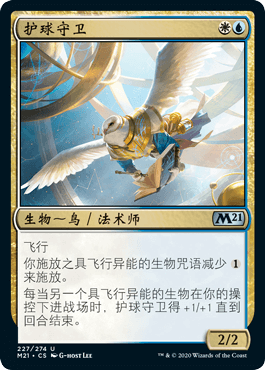 护球守卫
生物～鸟／法术师
M21
飞行
你施放之具飞行异能的生物咒语减少 1
来施放。
每当另一个具飞行异能的生物在你的操
控下进战场时，护球守卫得 +1/+1 直到
回合结束。
2/2
227/274 U
M21 • CS G-HOST LEE
™ & © 2020 Wizards of the Coast